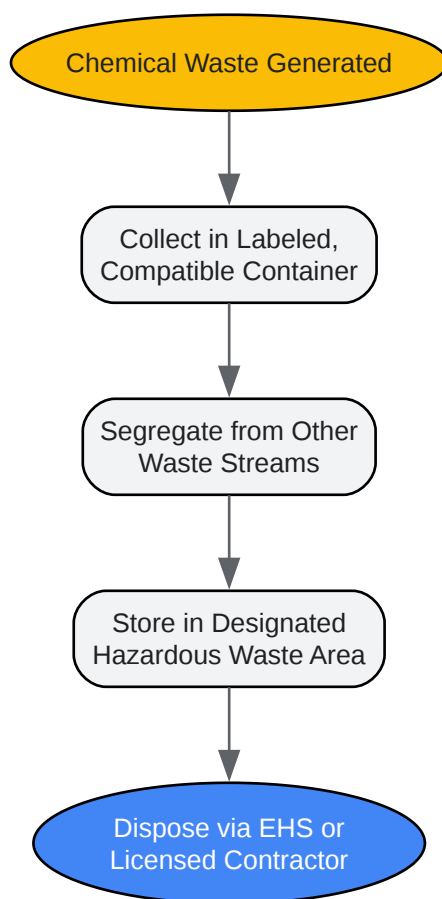 Chemical Waste Generated
Collect in Labeled,
Compatible Container
Segregate from Other
Waste Streams
Store in Designated
Hazardous Waste Area
Dispose via EHS or
Licensed Contractor